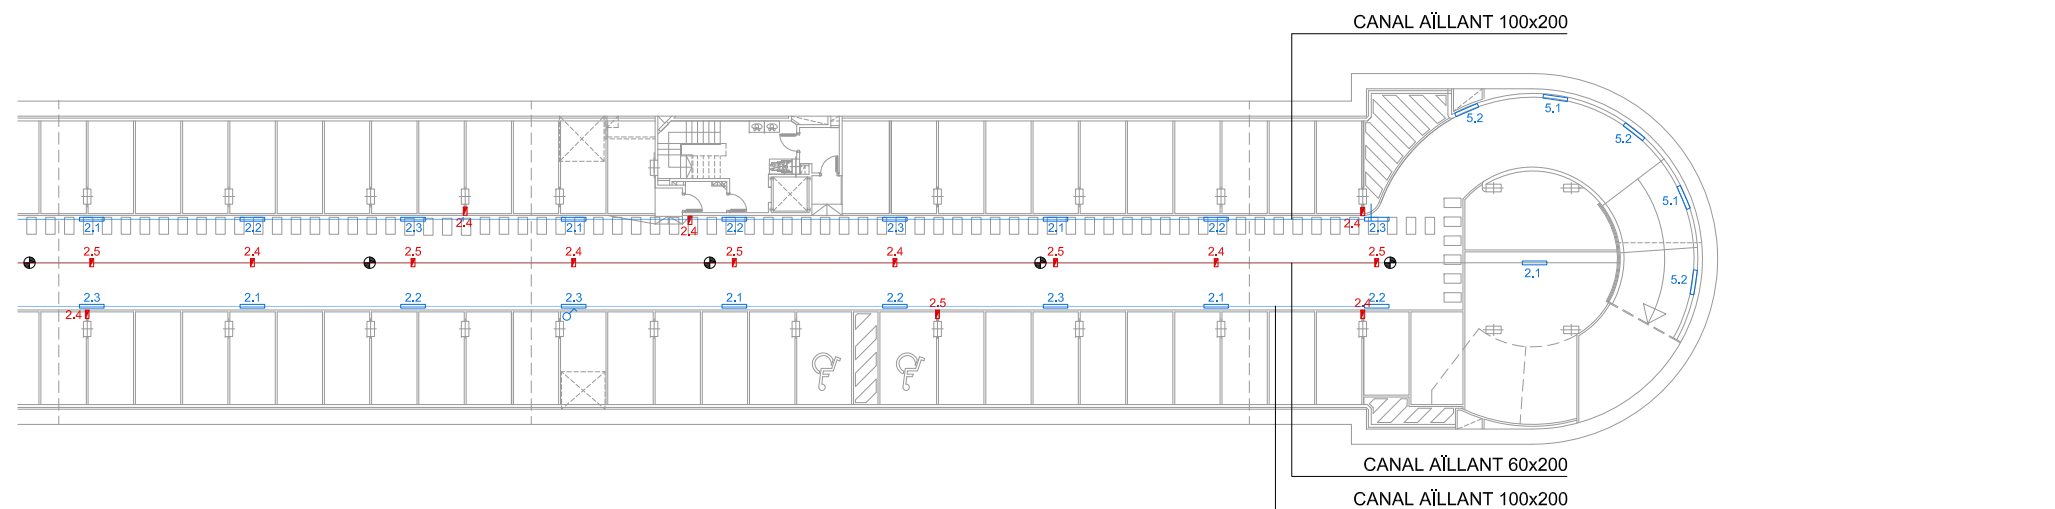 CANAL AÏLLANT 100x200
5.2 5.1
5.2
5.1
2.4 2.4 2.4
2.1 2.2 2.3 2.1 2.2 2.3 2.1 2.2 2.3
2.5 2.4 2.5 2.4 2.5 2.4 2.5 2.4 2.5
2.1 5.2
2.3 2.1 2.2 2.3 2.1 2.2 2.3 2.1 2.2
2.4 2.5 2.4
CANAL AÏLLANT 60x200
CANAL AÏLLANT 100x200